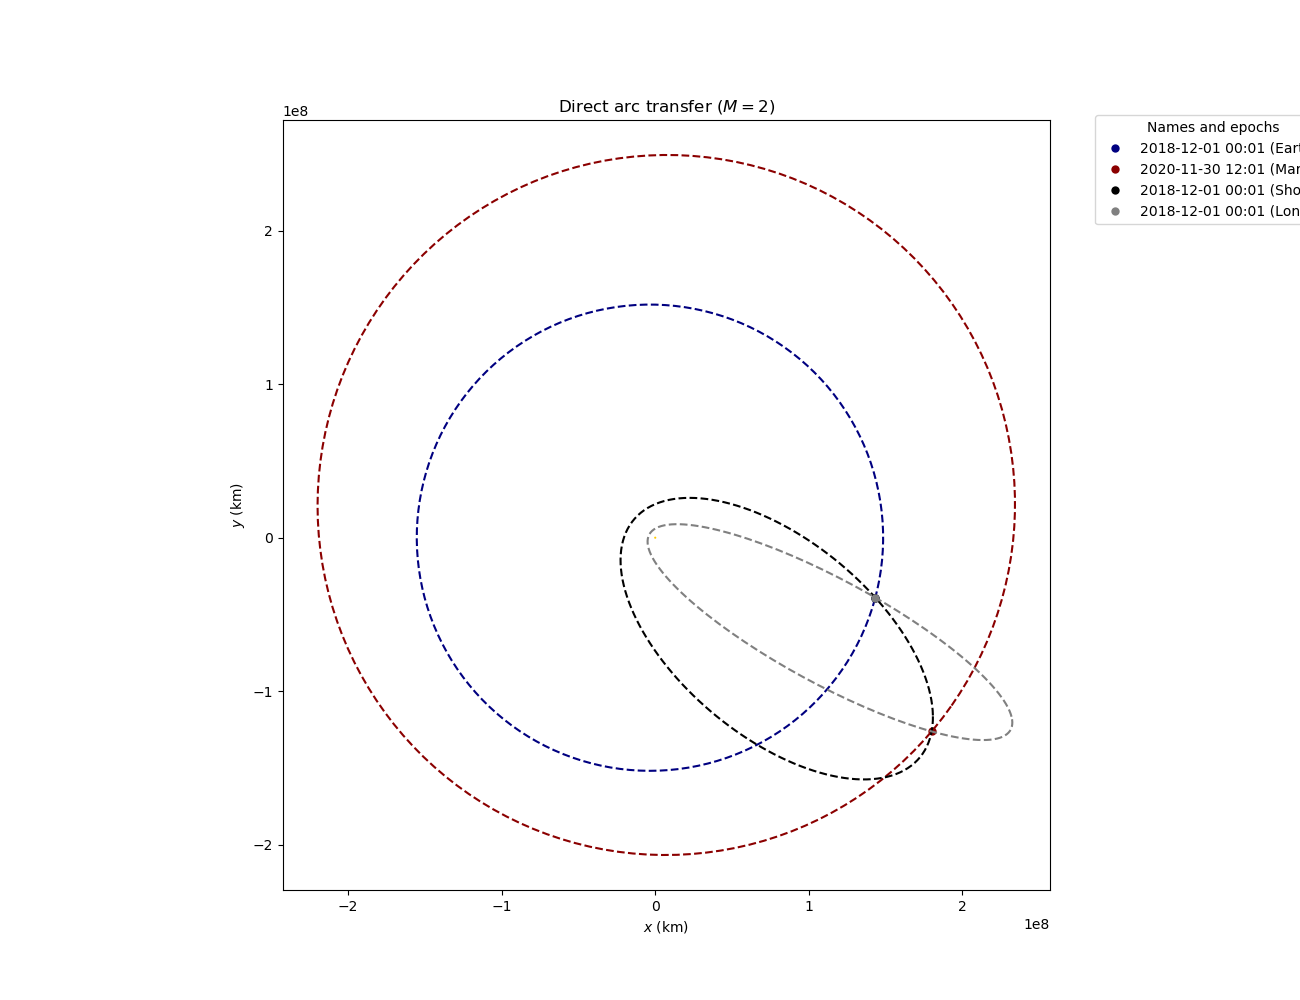 Direct arc transfer (M = 2)
1e8
Names and epochs
2018-12-01 00:01 (Ear
2020-11-30 12:01 (Mar
2018-12-01 00:01 (Sho
2018-12-01 00:01 (Lon
2
1
0
−1
−2
y (km)
−2
−1
0
1
2
1e8
x (km)